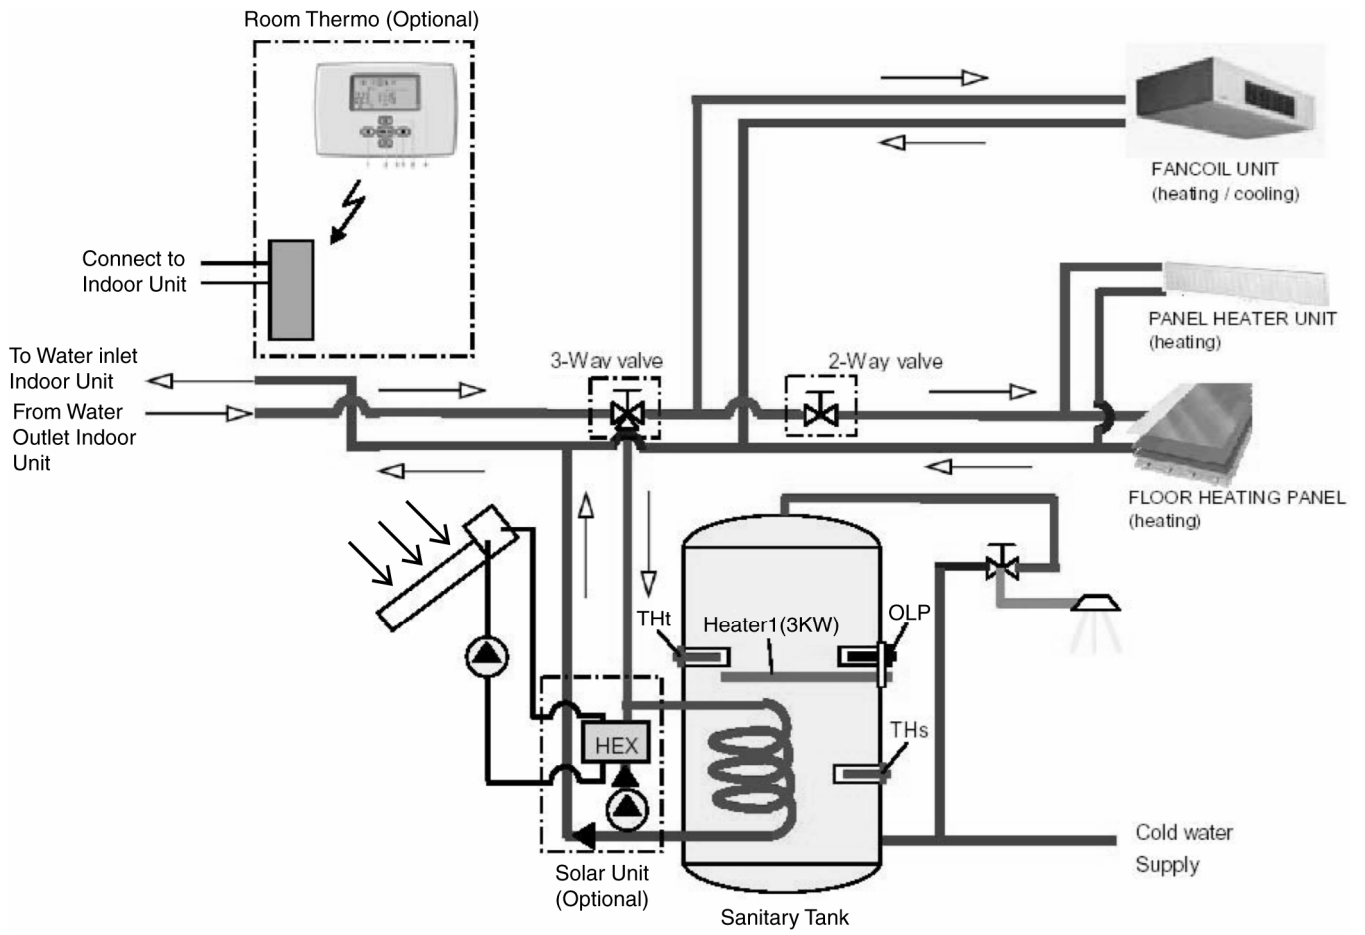 Room Thermo (Optional)
FANCOIL UNIT
(heating / cooling)
Connect to
Indoor Unit
PANEL HEATER UNIT
(heating)
To Water inlet
Indoor Unit
3-Way valve
2-Way valve
From Water
Outlet Indoor
Unit
FLOOR HEATING PANEL
(heating)
THt
Heater1(3KW)
OLP
THs
HEX
Cold water
Supply
Solar Unit
(Optional)
Sanitary Tank